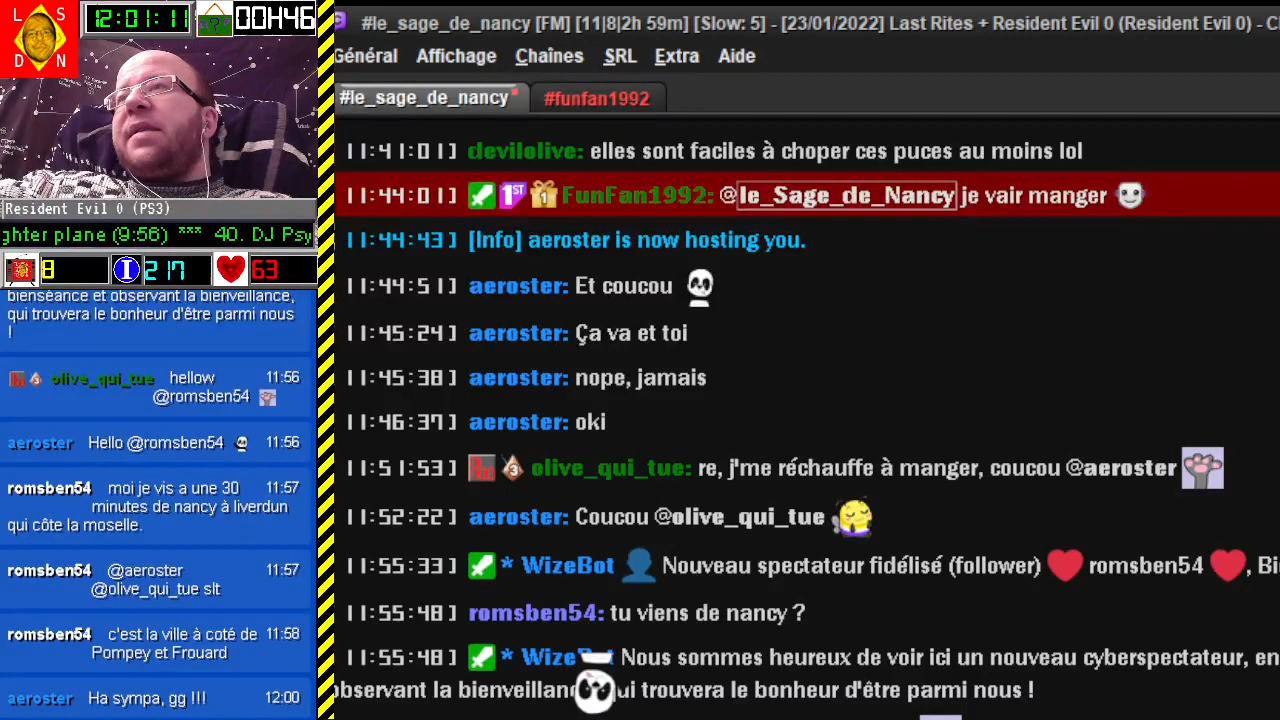 L S
D N
12:01:11
00H46
Resident Evil 0 (PS3)
ghter plane (9:56) *** 40. DJ Psy
8 217 63
bienséance et observant la bienveillance,
qui trouvera le bonheur d'être parmi nous
!
olive_qui_tue hellow 11:56
@romsben54
aeroster Hello @romsben54 11:56
romsben54 moi je vis a une 30 11:57
minutes de nancy à liverdun
qui côte la moselle.
romsben54 @aeroster 11:57
@olive_qui_tue slt
romsben54 c'est la ville à coté de 11:58
Pompey et Frouard
aeroster Ha sympa, gg !!! 12:00
#le_sage_de_nancy [FM] [11|8|2h 59m] [Slow: 5] - [23/01/2022] Last Rites + Resident Evil 0 (Resident Evil 0) - C
Général Affichage Chaînes SRL Extra Aide
#le_sage_de_nancy #funfan1992
11:41:01] devilolive: elles sont faciles à choper ces puces au moins lol
11:44:01] 1ST 1 FunFan1992: @le_Sage_de_Nancy je vair manger
11:44:43] [Info] aeroster is now hosting you.
11:44:51] aeroster: Et coucou
11:45:24] aeroster: Ça va et toi
11:45:38] aeroster: nope, jamais
11:46:37] aeroster: oki
11:51:53] 3 olive_qui_tue: re, j'me réchauffe à manger, coucou @aeroster
11:52:22] aeroster: Coucou @olive_qui_tue
11:55:33] * WizeBot Nouveau spectateur fidélisé (follower) romsben54 , Bi
11:55:48] romsben54: tu viens de nancy ?
11:55:48] * Nous sommes heureux de voir ici un nouveau cyberspectateur, en
observant la ui trouvera le bonheur d'être parmi nous !